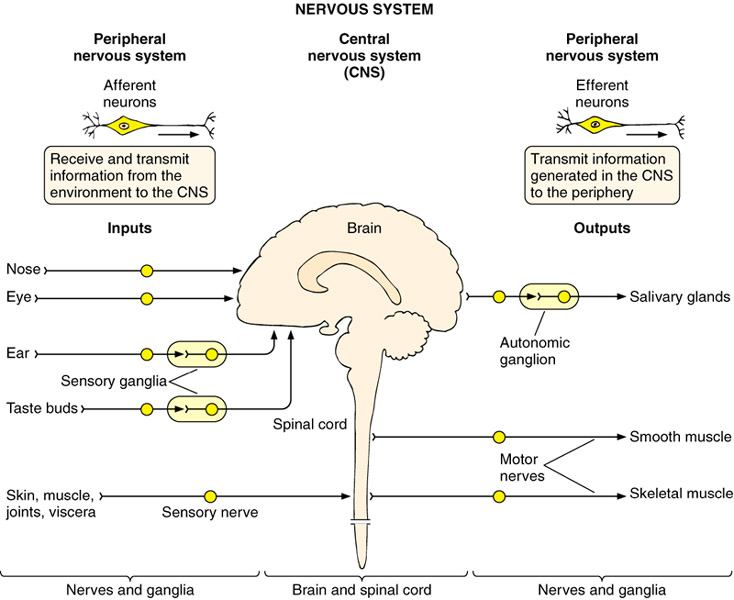 NERVOUS SYSTEM
Peripheral
nervous system
Central
nervous system
(CNS)
Peripheral
nervous system
Afferent
neurons
Efferent
neurons
Receive and transmit
information from the
environment to the CNS
Transmit information
generated in the CNS
to the periphery
Inputs
Brain
Outputs
Nose
Eye
Salivary glands
Autonomic
ganglion
Ear
Sensory ganglia
Taste buds
Spinal cord
Smooth muscle
Motor
nerves
Skin, muscle,
joints, viscera
Sensory nerve
Skeletal muscle
Nerves and ganglia
Brain and spinal cord
Nerves and ganglia